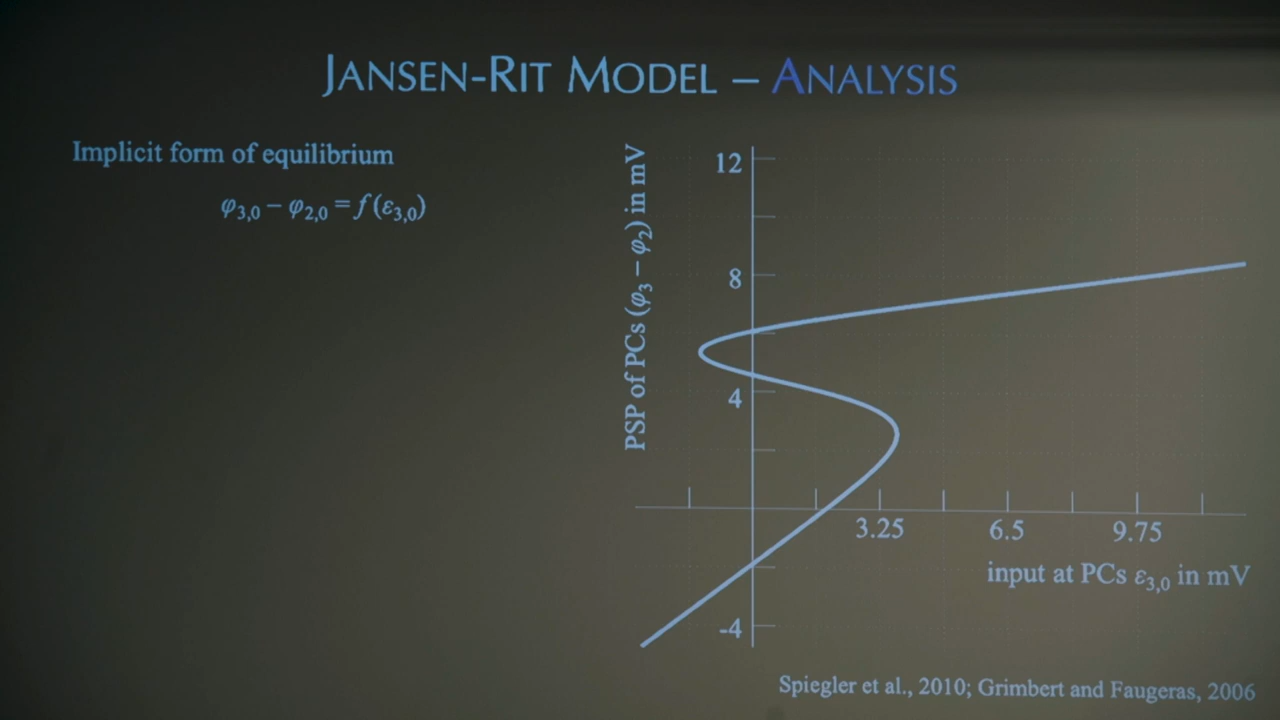 JANSEN-RIT MODEL – ANALYSIS
Implicit form of equilibrium
φ3,0 − φ2,0 = f(ε3,0)
PSP of PCs (φ3 − φ2) in mV
12
8
4
-4
3.25 6.5 9.75
input at PCs ε3,0 in mV
Spiegler et al., 2010; Grimbert and Faugeras, 2006